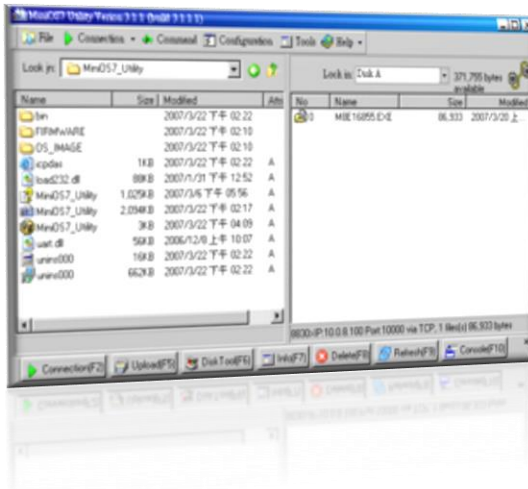 MiniOS7 Utility Verion 3.1.1 (build 3.1.1.1)
File Connection Command Configuration Tools Help
Look in: MiniOS7_Utility
Lock in: Disk A 371,755 bytes available
Name Size Modified Attri
No Name Size Modified
bin 2007/3/22 下午 02:22
FIRMWARE 2007/3/22 下午 02:10
OS_IMAGE 2007/3/22 下午 02:10
icpdas 1KB 2007/3/22 下午 02:22 A
load232.dll 88KB 2007/1/31 下午 12:52 A
MiniOS7_Utility 1,025KB 2007/3/6 下午 05:56 A
MiniOS7_Utility 2,094KB 2007/3/22 下午 02:17 A
MiniOS7_Utility 3KB 2007/3/22 下午 04:09 A
uart.dll 56KB 2006/12/8 上午 10:07 A
unins000 16KB 2007/3/22 下午 02:22 A
unins000 662KB 2007/3/22 下午 02:22 A
0 86,933 2007/3/20 上...
IP:10.0.8.100 Port:10000 via TCP, 1 file(s) 86,933 bytes
Connection(F2) Upload(F5) DiskTool(F6) Info(F7) Delete(F8) Refresh(F9) Console(F10)